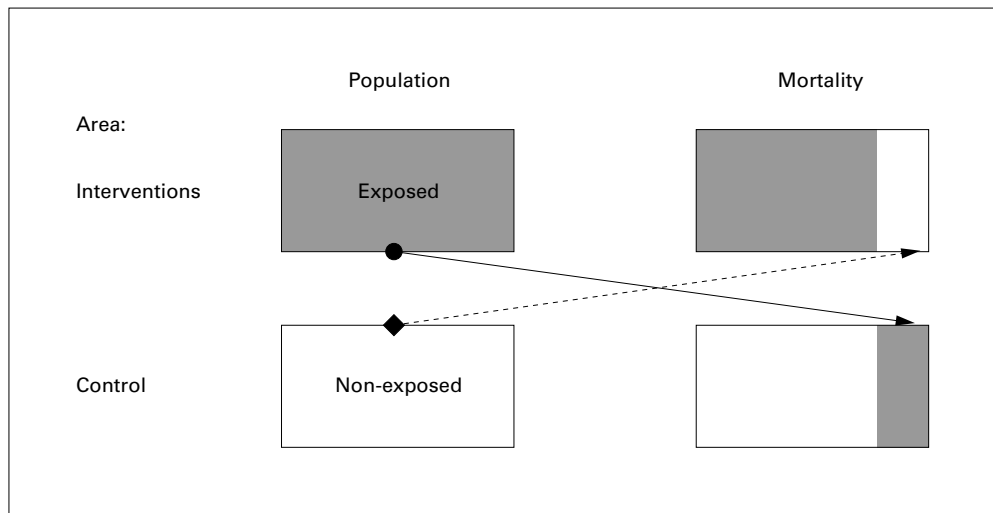 Population Mortality
Area:
Interventions Exposed
Control Non-exposed